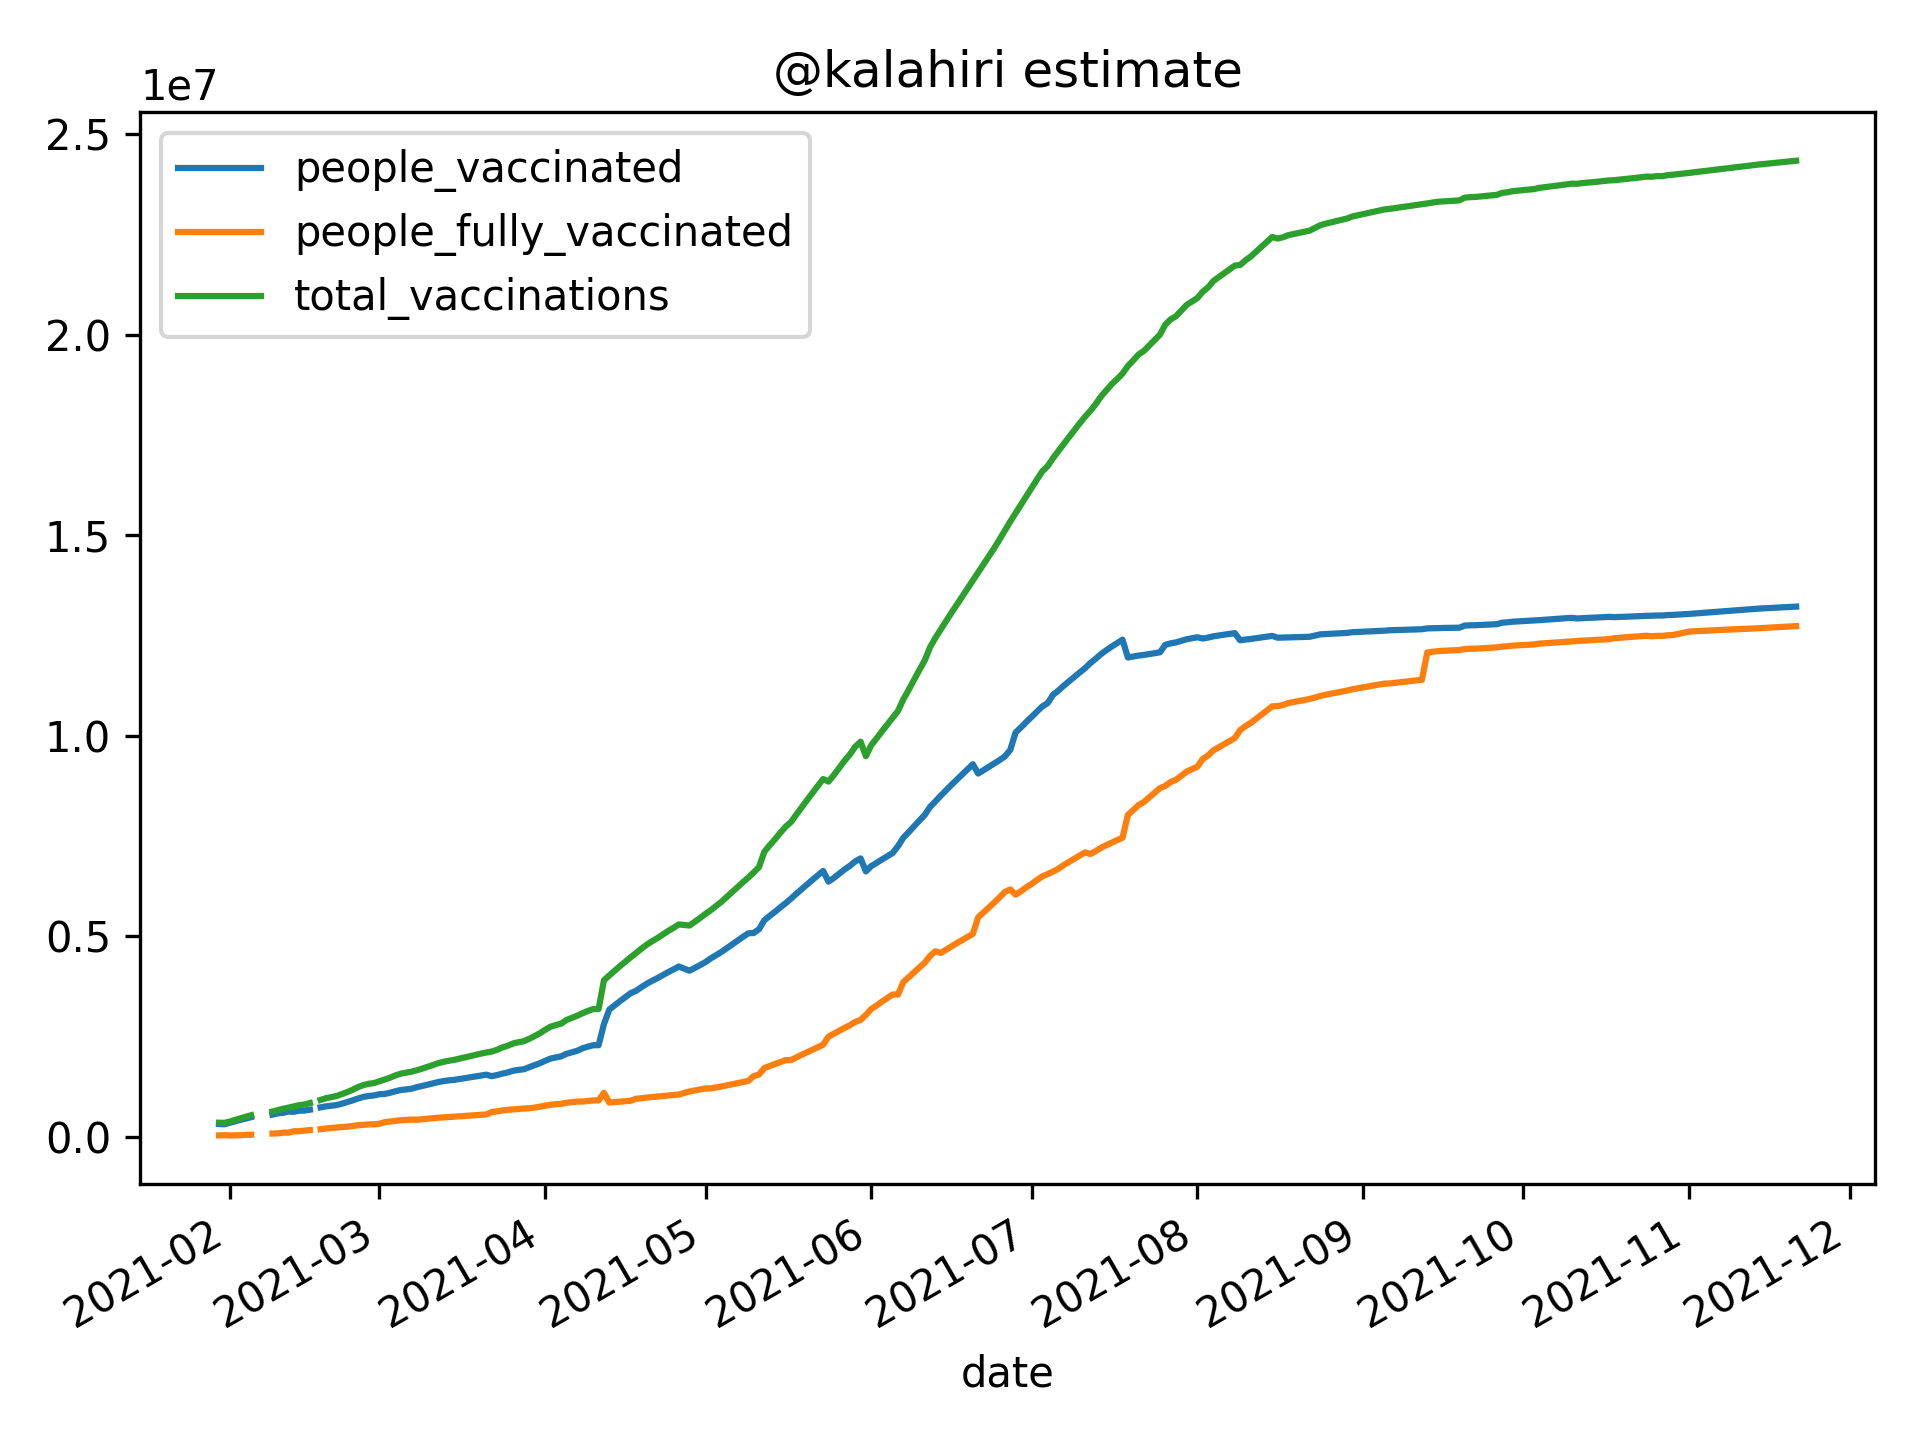 @kalahiri estimate
1e7
2.5
2.0
1.5
1.0
0.5
0.0
people_vaccinated
people_fully_vaccinated
total_vaccinations
2021-02
2021-03
2021-04
2021-05
2021-06
2021-07
2021-08
2021-09
2021-10
2021-11
2021-12
date